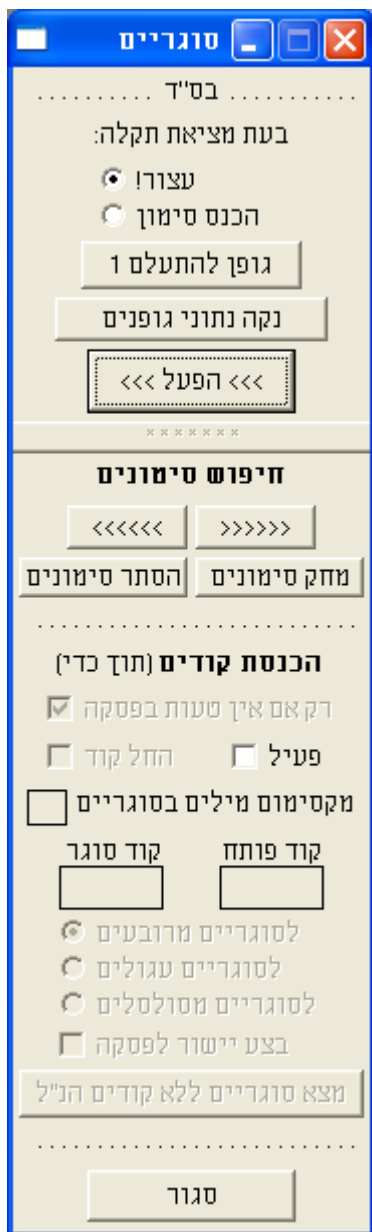 סוגריים
........... בס"ד ..........
בעת מציאת תקלה:
עצור!
הכנס סימון
גופן להתעלם 1
נקה נתוני גופנים
>>> הפעל >>>
*******
חיפוש סימונים
<<<<<< >>>>>>
מחק סימונים הסתר סימונים
............................
הכנסת קודים (תוך כדי)
רק אם אין טעות בפסקה
פעיל החל קוד
מקסימום מילים בסוגריים
קוד פותח קוד סוגר
לסוגריים מרובעים
לסוגריים עגולים
לסוגריים מסולסלים
בצע יישור לפסקה
מצא סוגריים ללא קודים הנ"ל
............................
סגור